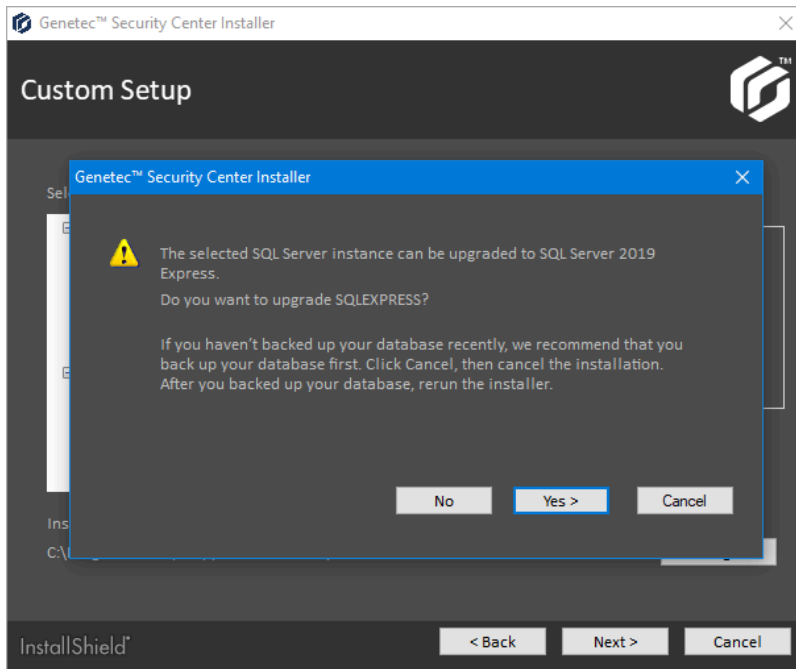 Genetec™ Security Center Installer
Custom Setup
TM
Sel
Genetec™ Security Center Installer
The selected SQL Server instance can be upgraded to SQL Server 2019
Express.
Do you want to upgrade SQLEXPRESS?
If you haven't backed up your database recently, we recommend that you
back up your database first. Click Cancel, then cancel the installation.
After you backed up your database, rerun the installer.
No
Yes >
Cancel
Ins
C:\
InstallShield
< Back
Next >
Cancel